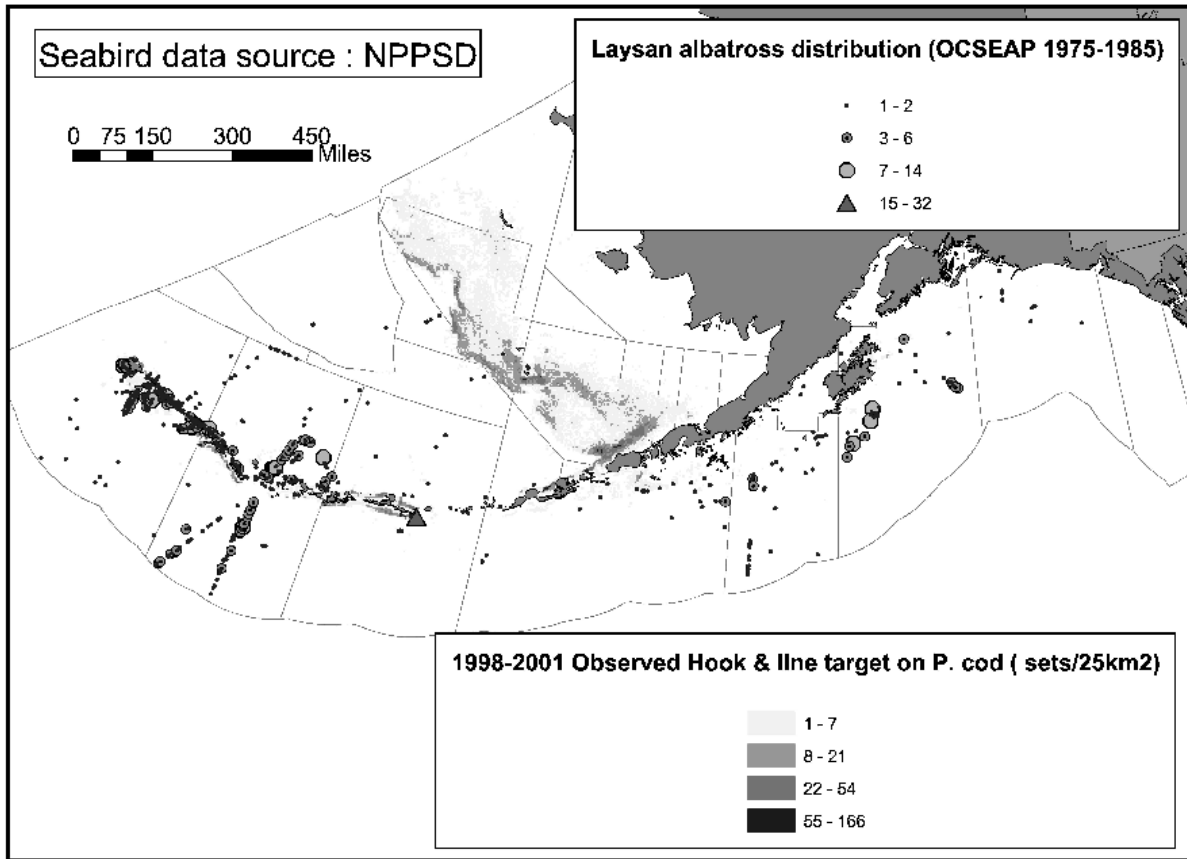 Seabird data source : NPPSD
0 75 150 300 450
Miles
Laysan albatross distribution (OCSEAP 1975-1985)
1 - 2
3 - 6
7 - 14
15 - 32
1998-2001 Observed Hook & lIne target on P. cod ( sets/25km2)
1 - 7
8 - 21
22 - 54
55 - 166